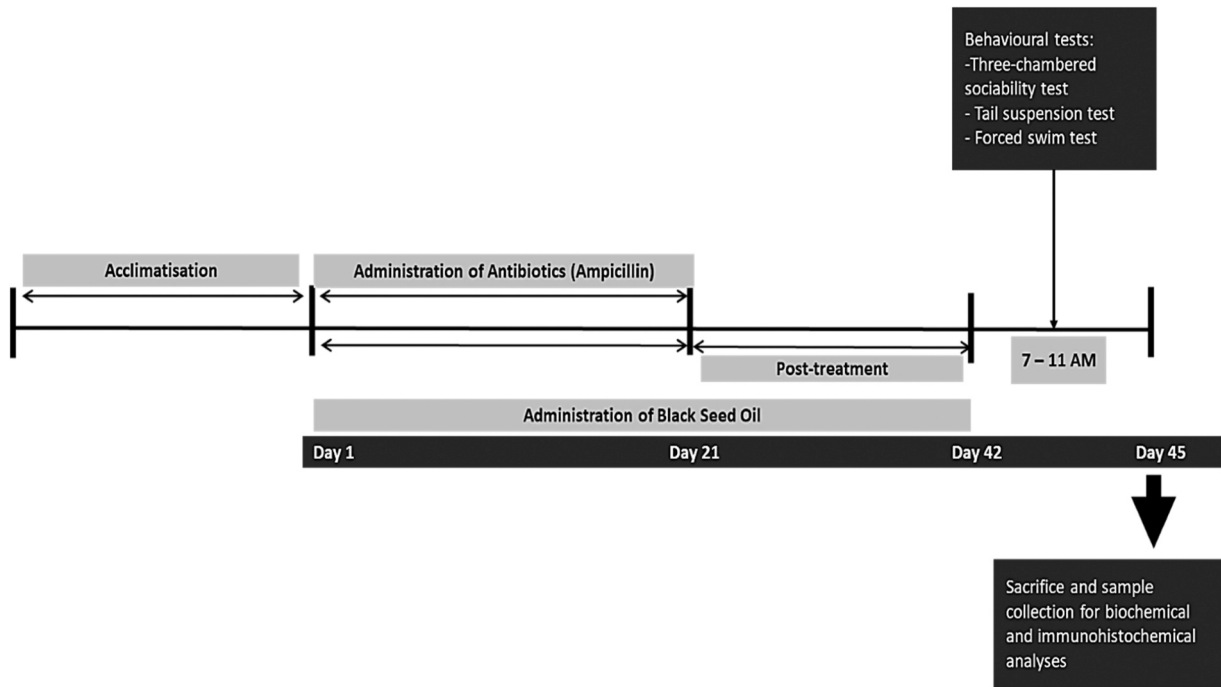 Behavioural tests:
-Three-chambered
sociability test
- Tail suspension test
- Forced swim test
Acclimatisation
Administration of Antibiotics (Ampicillin)
Post-treatment
7 – 11 AM
Administration of Black Seed Oil
Day 1
Day 21
Day 42
Day 45
Sacrifice and sample
collection for biochemical
and immunohistochemical
analyses